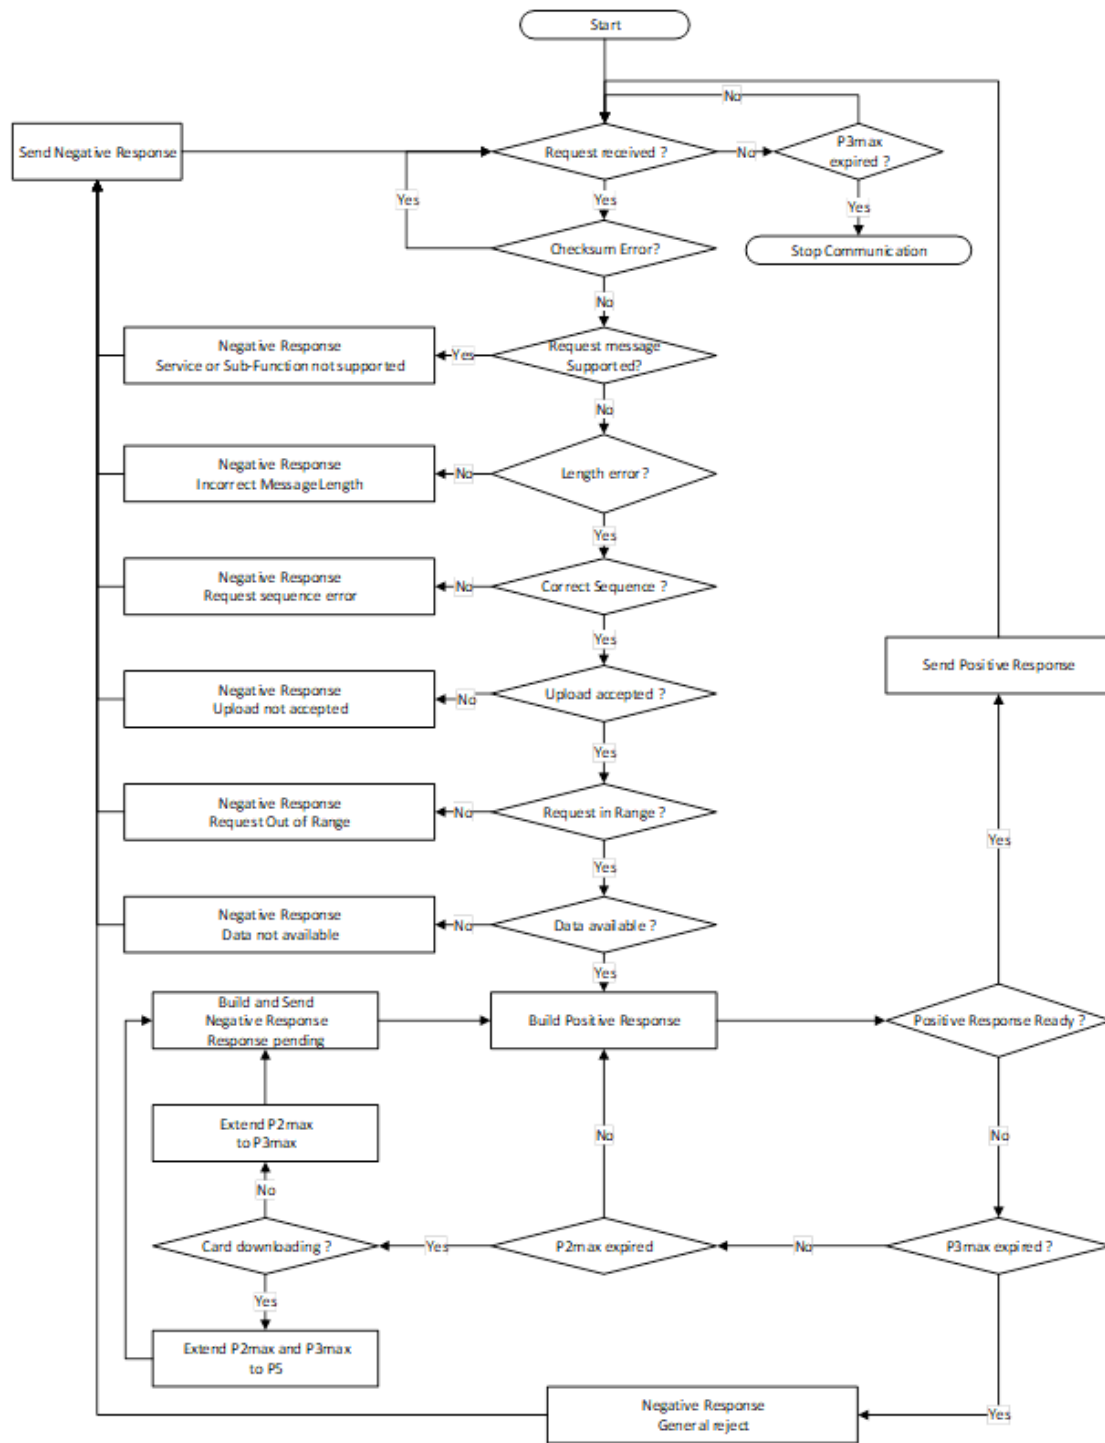 Start
No
Send Negative Response
Request received ?
No
P3max
expired ?
Yes
Yes
Yes
Checksum Error?
Stop Communication
No
Negative Response
Service or Sub-Function not supported
Yes
Request message
Supported?
No
Negative Response
Incorrect Message Length
No
Length error?
Yes
Negative Response
Request sequence error
No
Correct Sequence ?
Yes
Send Positive Response
Negative Response
Upload not accepted
No
Upload accepted ?
Yes
Negative Response
Request Out of Range
No
Request in Range ?
Yes
Yes
Negative Response
Data not available
No
Data available ?
Yes
Build and Send
Negative Response
Response pending
Build Positive Response
Positive Response Ready ?
Extend P2max
to P3max
No
No
No
Card downloading ?
Yes
P2max expired
No
P3max expired ?
Yes
Extend P2max and P3max
to P5
Negative Response
General reject
Yes